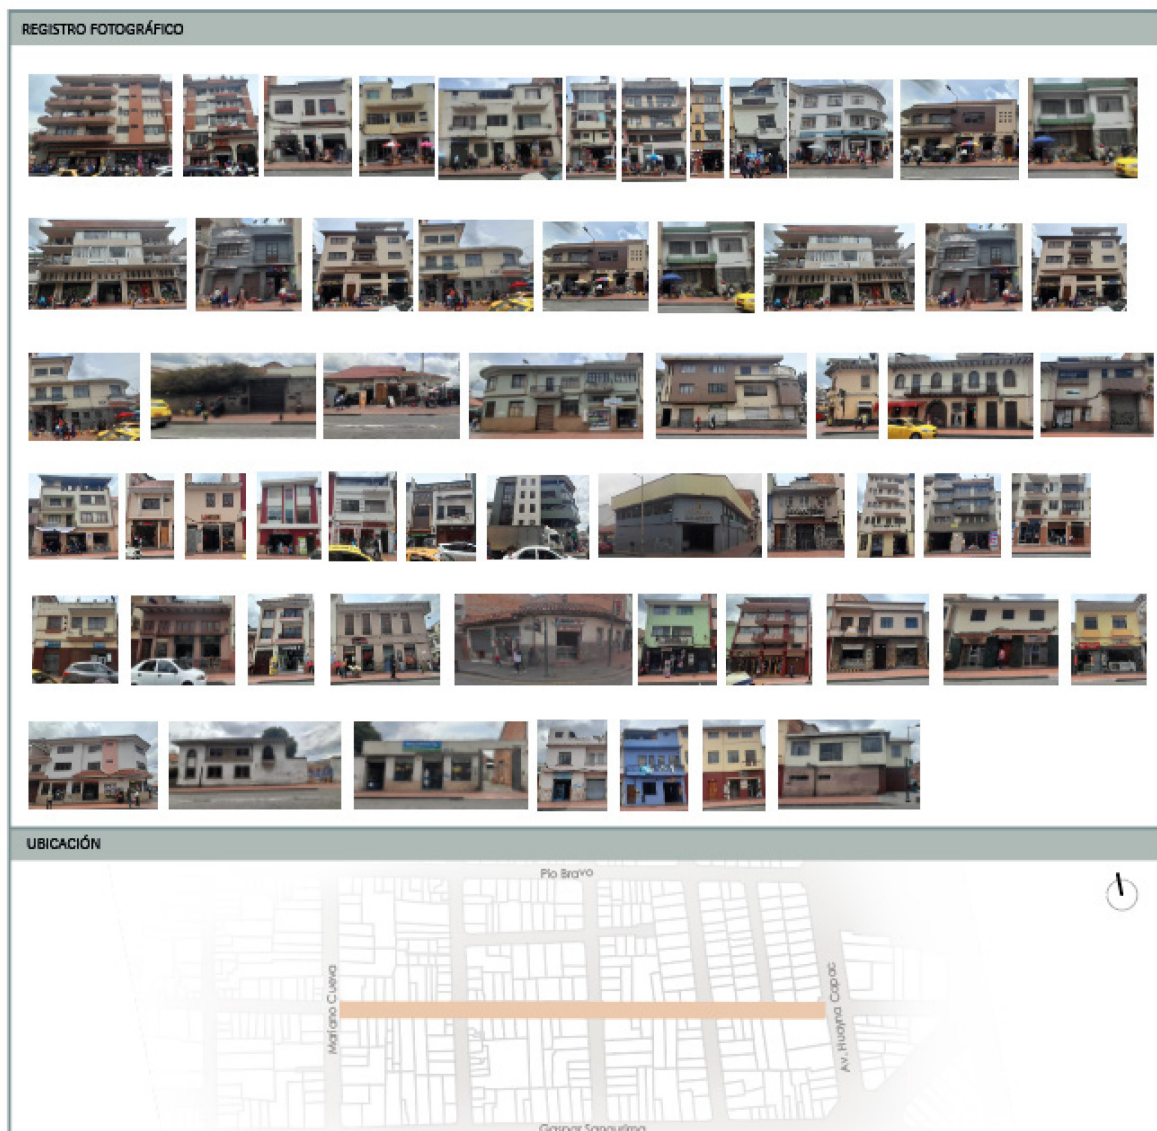 REGISTRO FOTOGRÁFICO
UBICACIÓN
Pío Bravo
Mariano Cueva
Av. Huayna Capac
Gaspar Sangurima